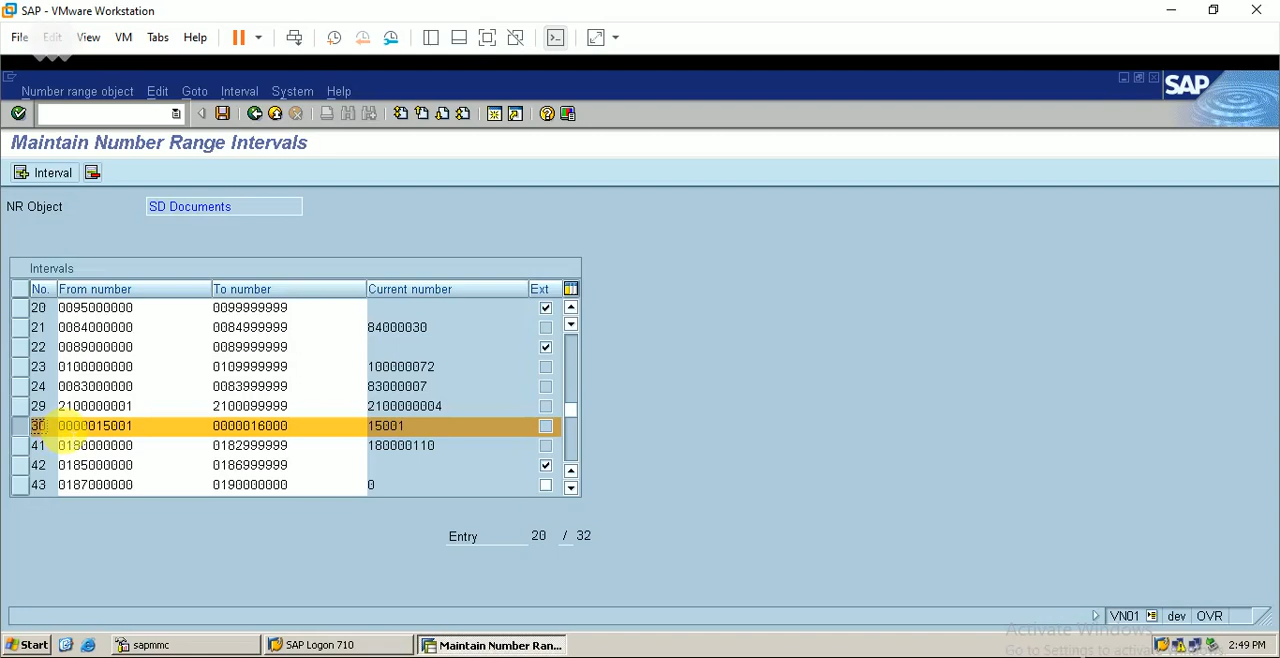 SAP - VMware Workstation
File Edit View VM Tabs Help
Number range object Edit Goto Interval System Help
SAP
Maintain Number Range Intervals
Interval
NR Object SD Documents
Intervals
No. From number To number Current number Ext
20 0095000000 0099999999
21 0084000000 0084999999 84000030
22 0089000000 0089999999
23 0100000000 0109999999 100000072
24 0083000000 0083999999 83000007
29 2100000001 2100099999 2100000004
30 0000015001 0000016000 15001
41 0180000000 0182999999 180000110
42 0185000000 0186999999
43 0187000000 0190000000 0
Entry 20 / 32
VN01 dev OVR
Activate Windows
Go to Settings to activate
Start sapmmc SAP Logon 710 Maintain Number Ran... 2:49 PM